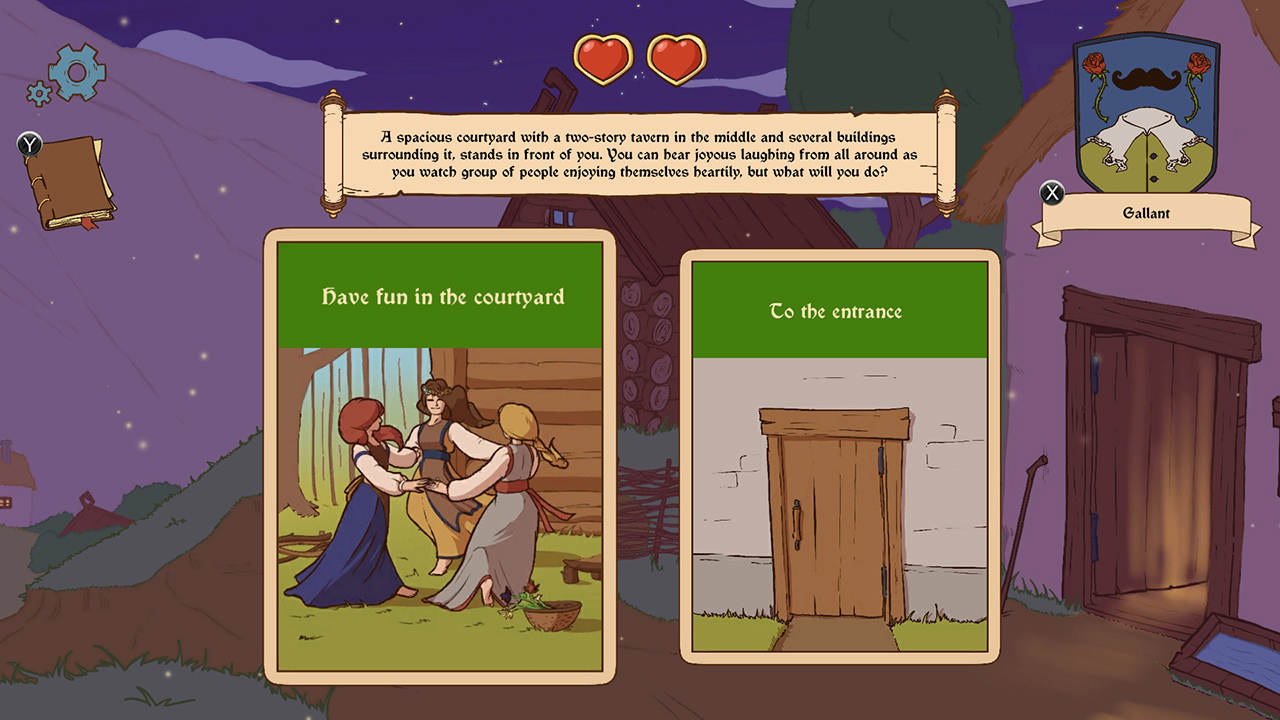 A spacious courtyard with a two-story tavern in the middle and several buildings
surrounding it, stands in front of you. You can hear joyous laughing from all around as
you watch group of people enjoying themselves heartily, but what will you do?
Y
X
Gallant
Have fun in the courtyard
To the entrance